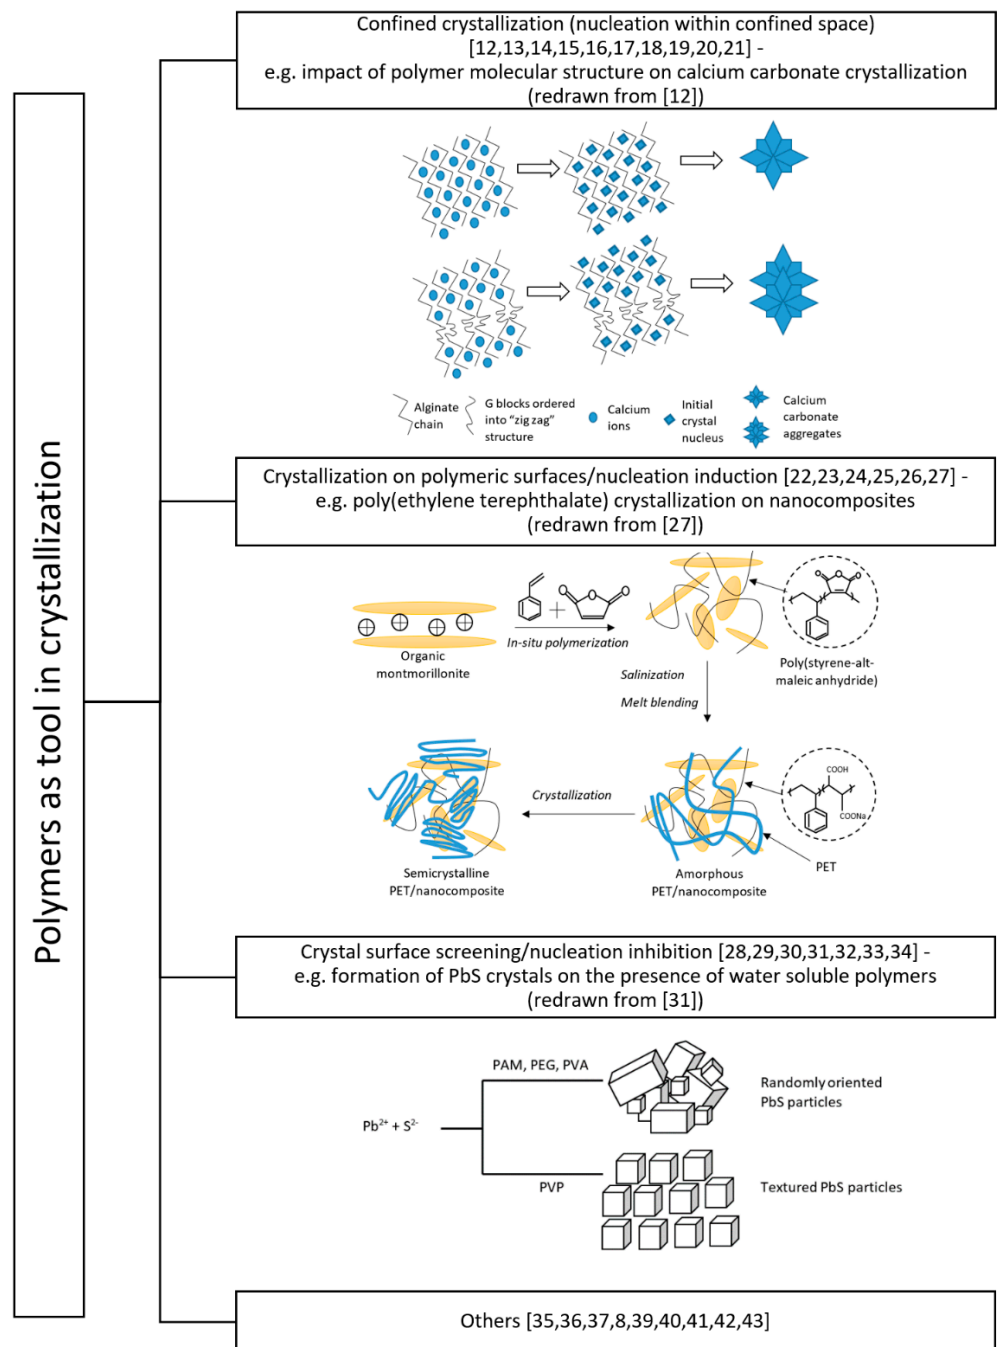 Polymers as tool in crystallization
Confined crystallization (nucleation within confined space)
[12,13,14,15,16,17,18,19,20,21] -
e.g. impact of polymer molecular structure on calcium carbonate crystallization
(redrawn from [12])
Alginate
chain
G blocks ordered
into “zig zag”
structure
Calcium
ions
Initial
crystal
nucleus
Calcium
carbonate
aggregates
Crystallization on polymeric surfaces/nucleation induction [22,23,24,25,26,27] -
e.g. poly(ethylene terephthalate) crystallization on nanocomposites
(redrawn from [27])
Organic
montmorillonite
+
In-situ polymerization
O O O
O O O
Poly(styrene-alt-
maleic anhydride)
Salinization
Melt blending
COOH
COONa
PET
Amorphous
PET/nanocomposite
Crystallization
Semicrystalline
PET/nanocomposite
Crystal surface screening/nucleation inhibition [28,29,30,31,32,33,34] -
e.g. formation of PbS crystals on the presence of water soluble polymers
(redrawn from [31])
Pb²⁺ + S²⁻
PAM, PEG, PVA
Randomly oriented
PbS particles
PVP
Textured PbS particles
Others [35,36,37,8,39,40,41,42,43]